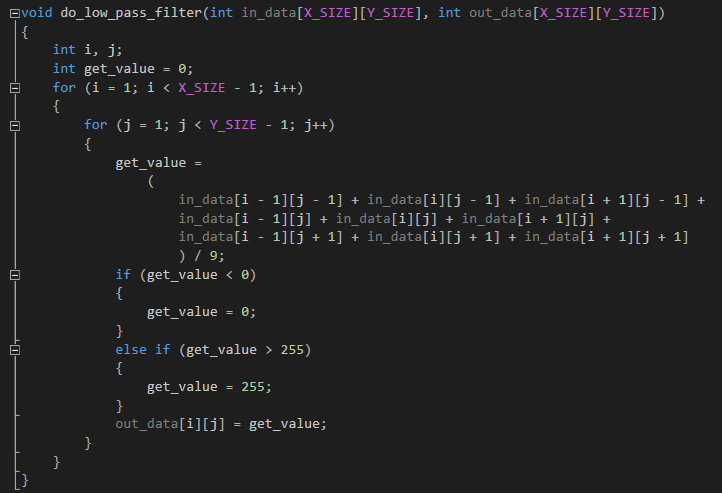 void do_low_pass_filter(int in_data[X_SIZE][Y_SIZE], int out_data[X_SIZE][Y_SIZE])
{
    int i, j;
    int get_value = 0;
    for (i = 1; i < X_SIZE - 1; i++)
    {
        for (j = 1; j < Y_SIZE - 1; j++)
        {
            get_value =
                (
                    in_data[i - 1][j - 1] + in_data[i][j - 1] + in_data[i + 1][j - 1] +
                    in_data[i - 1][j] + in_data[i][j] + in_data[i + 1][j] +
                    in_data[i - 1][j + 1] + in_data[i][j + 1] + in_data[i + 1][j + 1]
                    ) / 9;
            if (get_value < 0)
            {
                get_value = 0;
            }
            else if (get_value > 255)
            {
                get_value = 255;
            }
            out_data[i][j] = get_value;
        }
    }
}